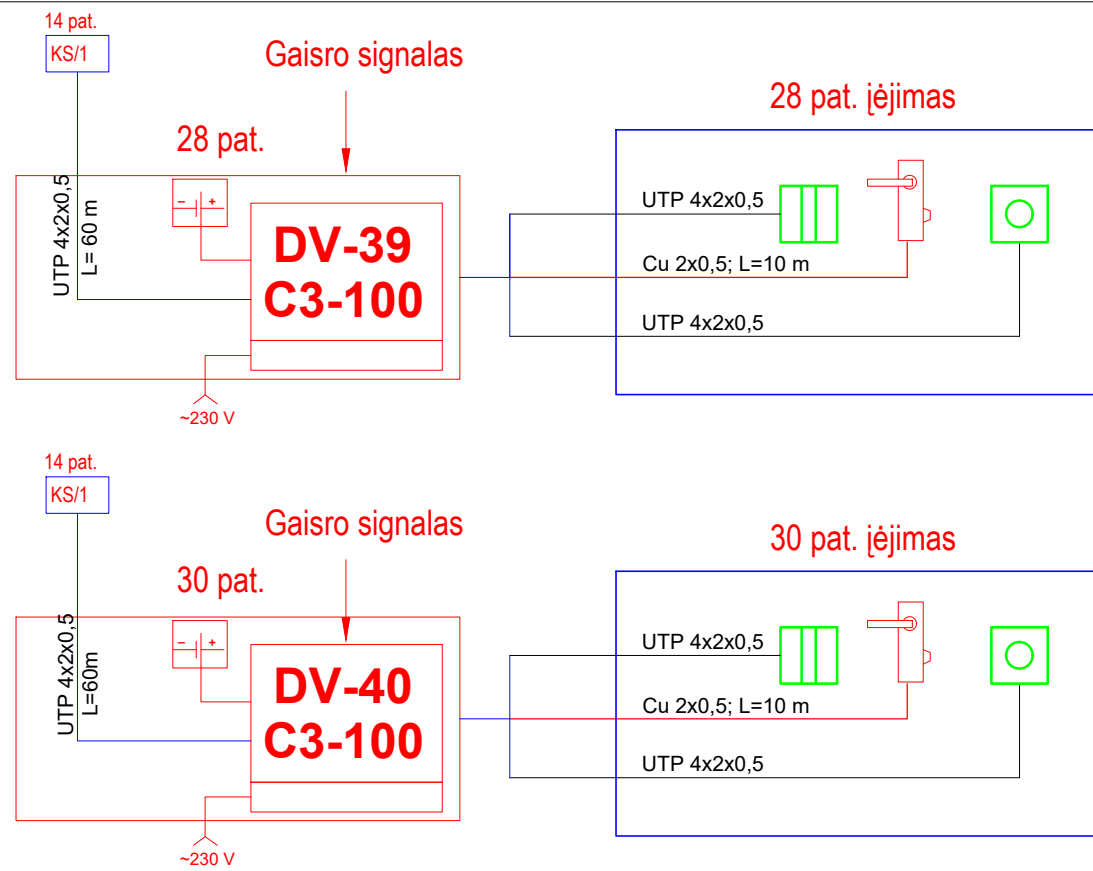 14 pat.
KS/1
Gaisro signalas
28 pat.
28 pat. įėjimas
UTP 4x2x0,5
L= 60 m
- +
DV-39
C3-100
~230 V
UTP 4x2x0,5
Cu 2x0,5; L=10 m
UTP 4x2x0,5
14 pat.
KS/1
Gaisro signalas
30 pat.
30 pat. įėjimas
UTP 4x2x0,5
L=60m
- +
DV-40
C3-100
~230 V
UTP 4x2x0,5
Cu 2x0,5; L=10 m
UTP 4x2x0,5